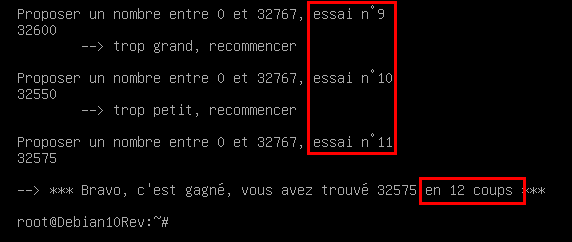 Proposer un nombre entre 0 et 32767, essai n°9
32600
--> trop grand, recommencer
Proposer un nombre entre 0 et 32767, essai n°10
32550
--> trop petit, recommencer
Proposer un nombre entre 0 et 32767, essai n°11
32575
--> *** Bravo, c'est gagné, vous avez trouvé 32575 en 12 coups ***
root@Debian10Rev:~#